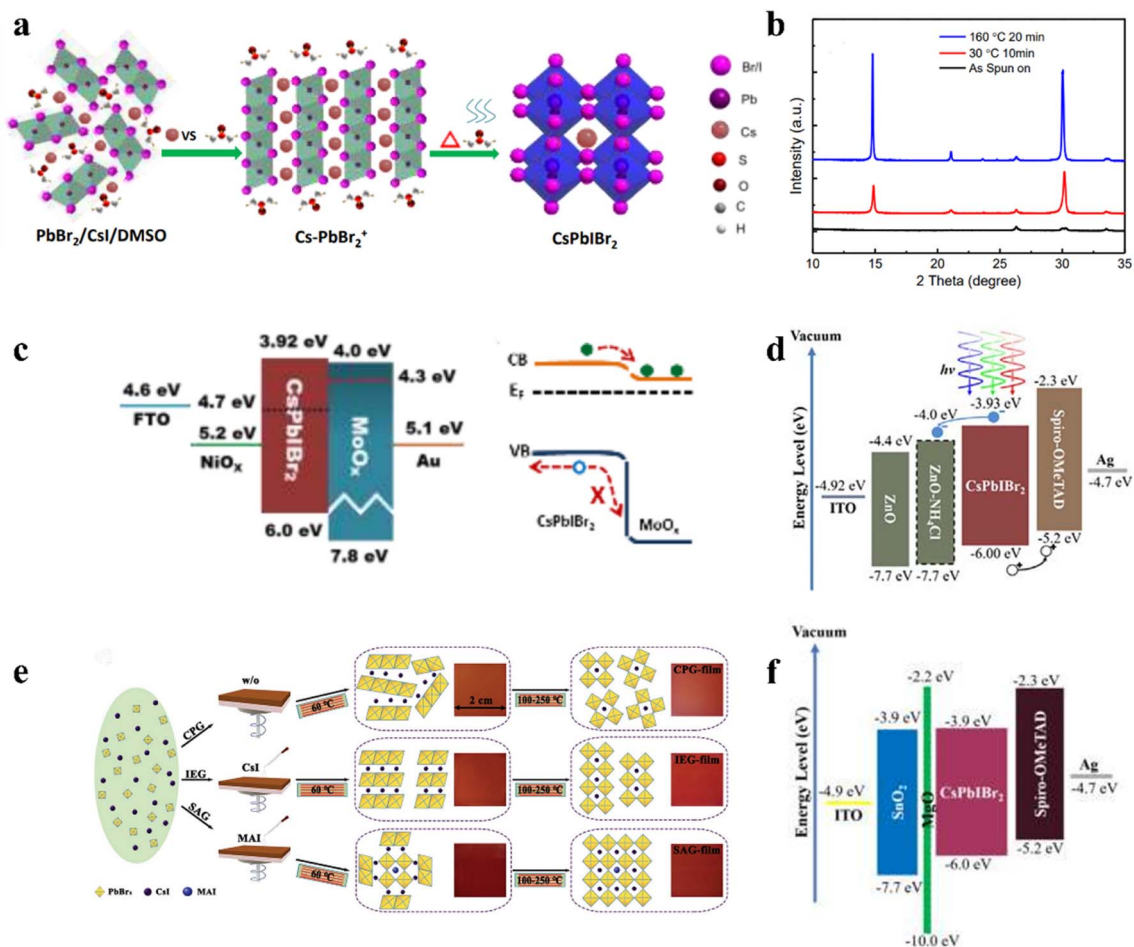 a
VS
PbBr2/CsI/DMSO
Cs-PbBr2+
CsPbIBr2
Br/I
Pb
Cs
S
O
C
H
b
160 °C 20 min
30 °C 10min
As Spun on
Intensity (a.u.)
10 15 20 25 30 35
2 Theta (degree)
c
4.6 eV
FTO
4.7 eV
5.2 eV
NiOx
3.92 eV
CsPbIBr2
6.0 eV
4.0 eV
4.3 eV
MoOx
7.8 eV
5.1 eV
Au
CB
EF
VB
X
CsPbIBr2
MoOx
d
Vacuum
Energy Level (eV)
hν
-4.92 eV
ITO
-4.4 eV
ZnO
-7.7 eV
-4.0 eV
ZnO-NH4Cl
-7.7 eV
-3.93 eV
CsPbIBr2
-6.00 eV
-2.3 eV
Spiro-OMeTAD
-5.2 eV
Ag
-4.7 eV
e
w/o
CPG
60 °C
2 cm
100-250 °C
CPG-film
CsI
IEG
60 °C
100-250 °C
IEG-film
SAG
MAI
60 °C
100-250 °C
SAG-film
PbBr2
CsI
MAI
f
Vacuum
Energy Level (eV)
-4.9 eV
ITO
-3.9 eV
SnO2
-7.7 eV
-2.2 eV
MgO
-10.0 eV
-3.9 eV
CsPbIBr2
-6.0 eV
-2.3 eV
Spiro-OMeTAD
-5.2 eV
Ag
-4.7 eV